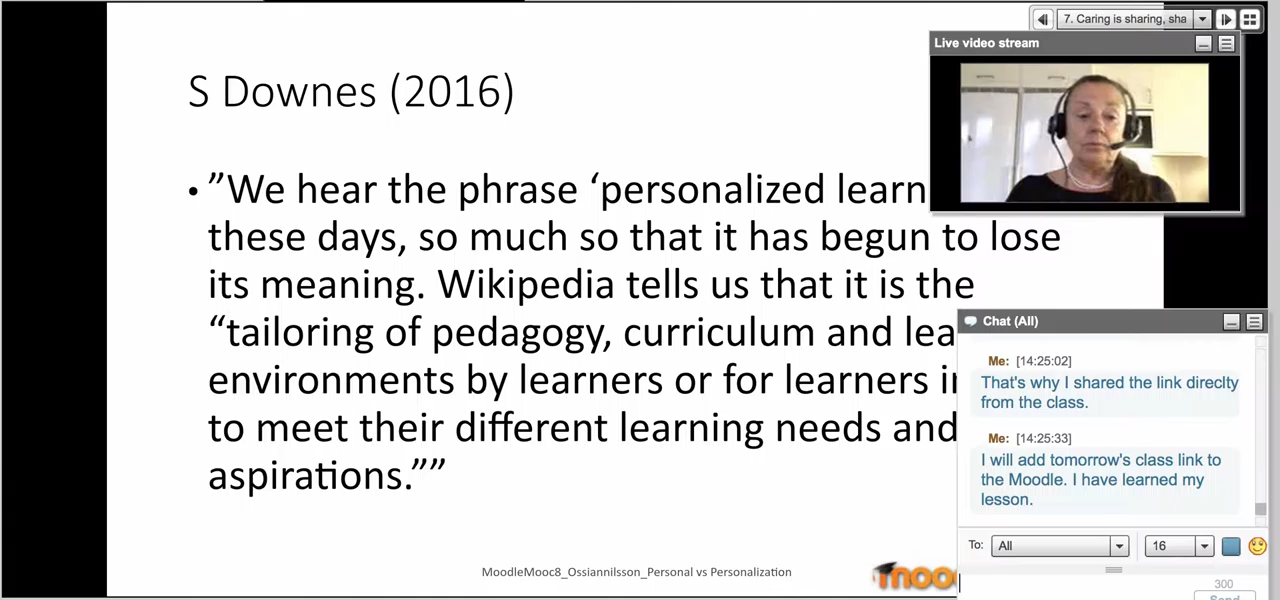 7. Caring is sharing, sha
Live video stream
S Downes (2016)
• ”We hear the phrase ‘personalized learn
these days, so much so that it has begun to lose
its meaning. Wikipedia tells us that it is the
“tailoring of pedagogy, curriculum and lea
environments by learners or for learners in
to meet their different learning needs and
aspirations.””
MoodleMooc8_Ossiannilsson_Personal vs Personalization
moo
Chat (All)
Me: [14:25:02]
That's why I shared the link direclty
from the class.
Me: [14:25:33]
I will add tomorrow's class link to
the Moodle. I have learned my
lesson.
To: All 16
300
Send